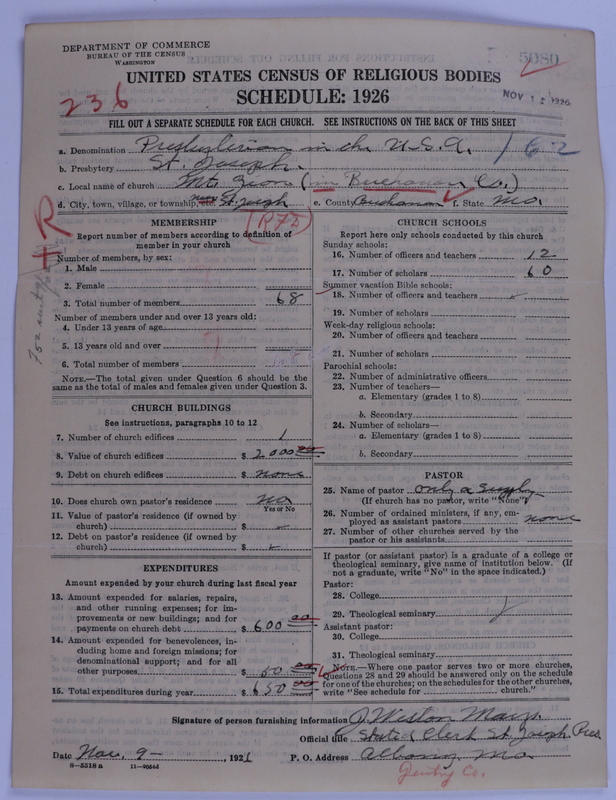 DEPARTMENT OF COMMERCE
BUREAU OF THE CENSUS
WASHINGTON
5080
UNITED STATES CENSUS OF RELIGIOUS BODIES
SCHEDULE: 1926
NOV 1 1926
236
FILL OUT A SEPARATE SCHEDULE FOR EACH CHURCH. SEE INSTRUCTIONS ON THE BACK OF THIS SHEET
a. Denomination Presbyterian in the U.S.A. 162
b. Presbytery St. Joseph.
c. Local name of church Mt. Zion (in Buchanan Co.)
d. City, town, village, or township, etc. near St. Joseph e. County Buchanan f. State Mo.
R
(R72)
MEMBERSHIP
Report number of members according to definition of member in your church
Number of members, by sex:
1. Male
2. Female
3. Total number of members 68
Number of members under and over 13 years old:
4. Under 13 years of age
5. 13 years old and over
6. Total number of members
NOTE.—The total given under Question 6 should be the same as the total of males and females given under Question 3.
CHURCH BUILDINGS
See instructions, paragraphs 10 to 12
7. Number of church edifices 1
8. Value of church edifices $ 2000 00
9. Debt on church edifices $ none
10. Does church own pastor's residence no
Yes or No
11. Value of pastor's residence (if owned by church) $ ✓
12. Debt on pastor's residence (if owned by church) $ ✓
EXPENDITURES
Amount expended by your church during last fiscal year
13. Amount expended for salaries, repairs, and other running expenses; for improvements or new buildings; and for payments on church debt $ 600 00
14. Amount expended for benevolences, including home and foreign missions; for denominational support; and for all other purposes $ 50 00
15. Total expenditures during year $ 650 00
CHURCH SCHOOLS
Report here only schools conducted by this church
Sunday schools:
16. Number of officers and teachers 12
17. Number of scholars 60
Summer vacation Bible schools:
18. Number of officers and teachers ✓
19. Number of scholars
Week-day religious schools:
20. Number of officers and teachers
21. Number of scholars
Parochial schools:
22. Number of administrative officers
23. Number of teachers—
a. Elementary (grades 1 to 8)
b. Secondary
24. Number of scholars—
a. Elementary (grades 1 to 8)
b. Secondary
PASTOR
25. Name of pastor only a supply
(If church has no pastor, write "None")
26. Number of ordained ministers, if any, employed as assistant pastors none
27. Number of other churches served by the pastor or his assistants
If pastor (or assistant pastor) is a graduate of a college or theological seminary, give name of institution below. (If not a graduate, write "No" in the space indicated.)
Pastor:
28. College
29. Theological seminary
Assistant pastor:
30. College
31. Theological seminary
NOTE.—Where one pastor serves two or more churches, Questions 28 and 29 should be answered only on the schedule for one of the churches; on the schedules for the other churches, write "See schedule for church."
Signature of person furnishing information J. Weston
Official title Stated Clerk St. Joseph Pres
Date Nov. 9- 1926 P. O. Address Albany, Mo
8-5518 a
Gentry Co.